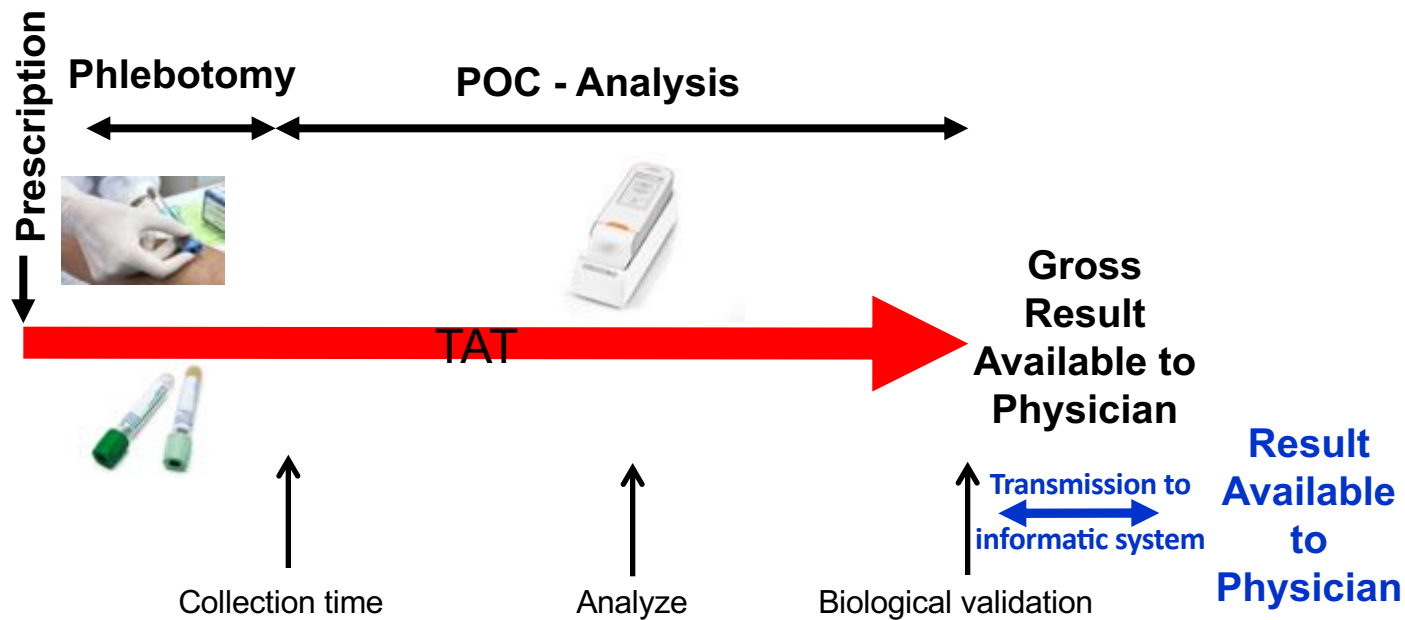 Prescription
Phlebotomy
POC - Analysis
TAT
Gross
Result
Available to
Physician
Transmission to
informatic system
Result
Available
to
Physician
Collection time
Analyze
Biological validation